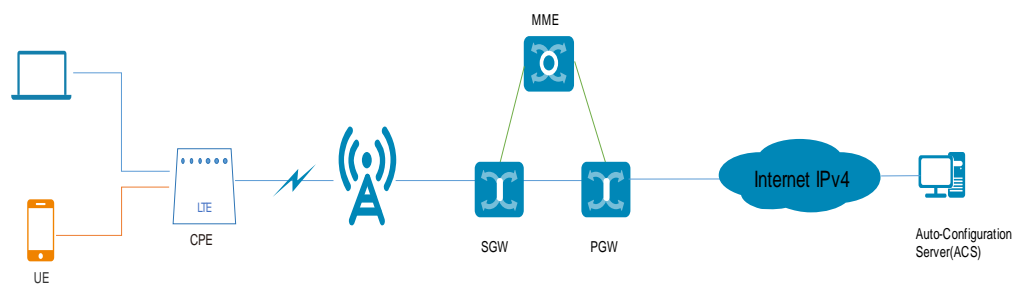 MME
LTE
Internet IPv4
CPE
SGW
PGW
Auto-Configuration
Server(ACS)
UE